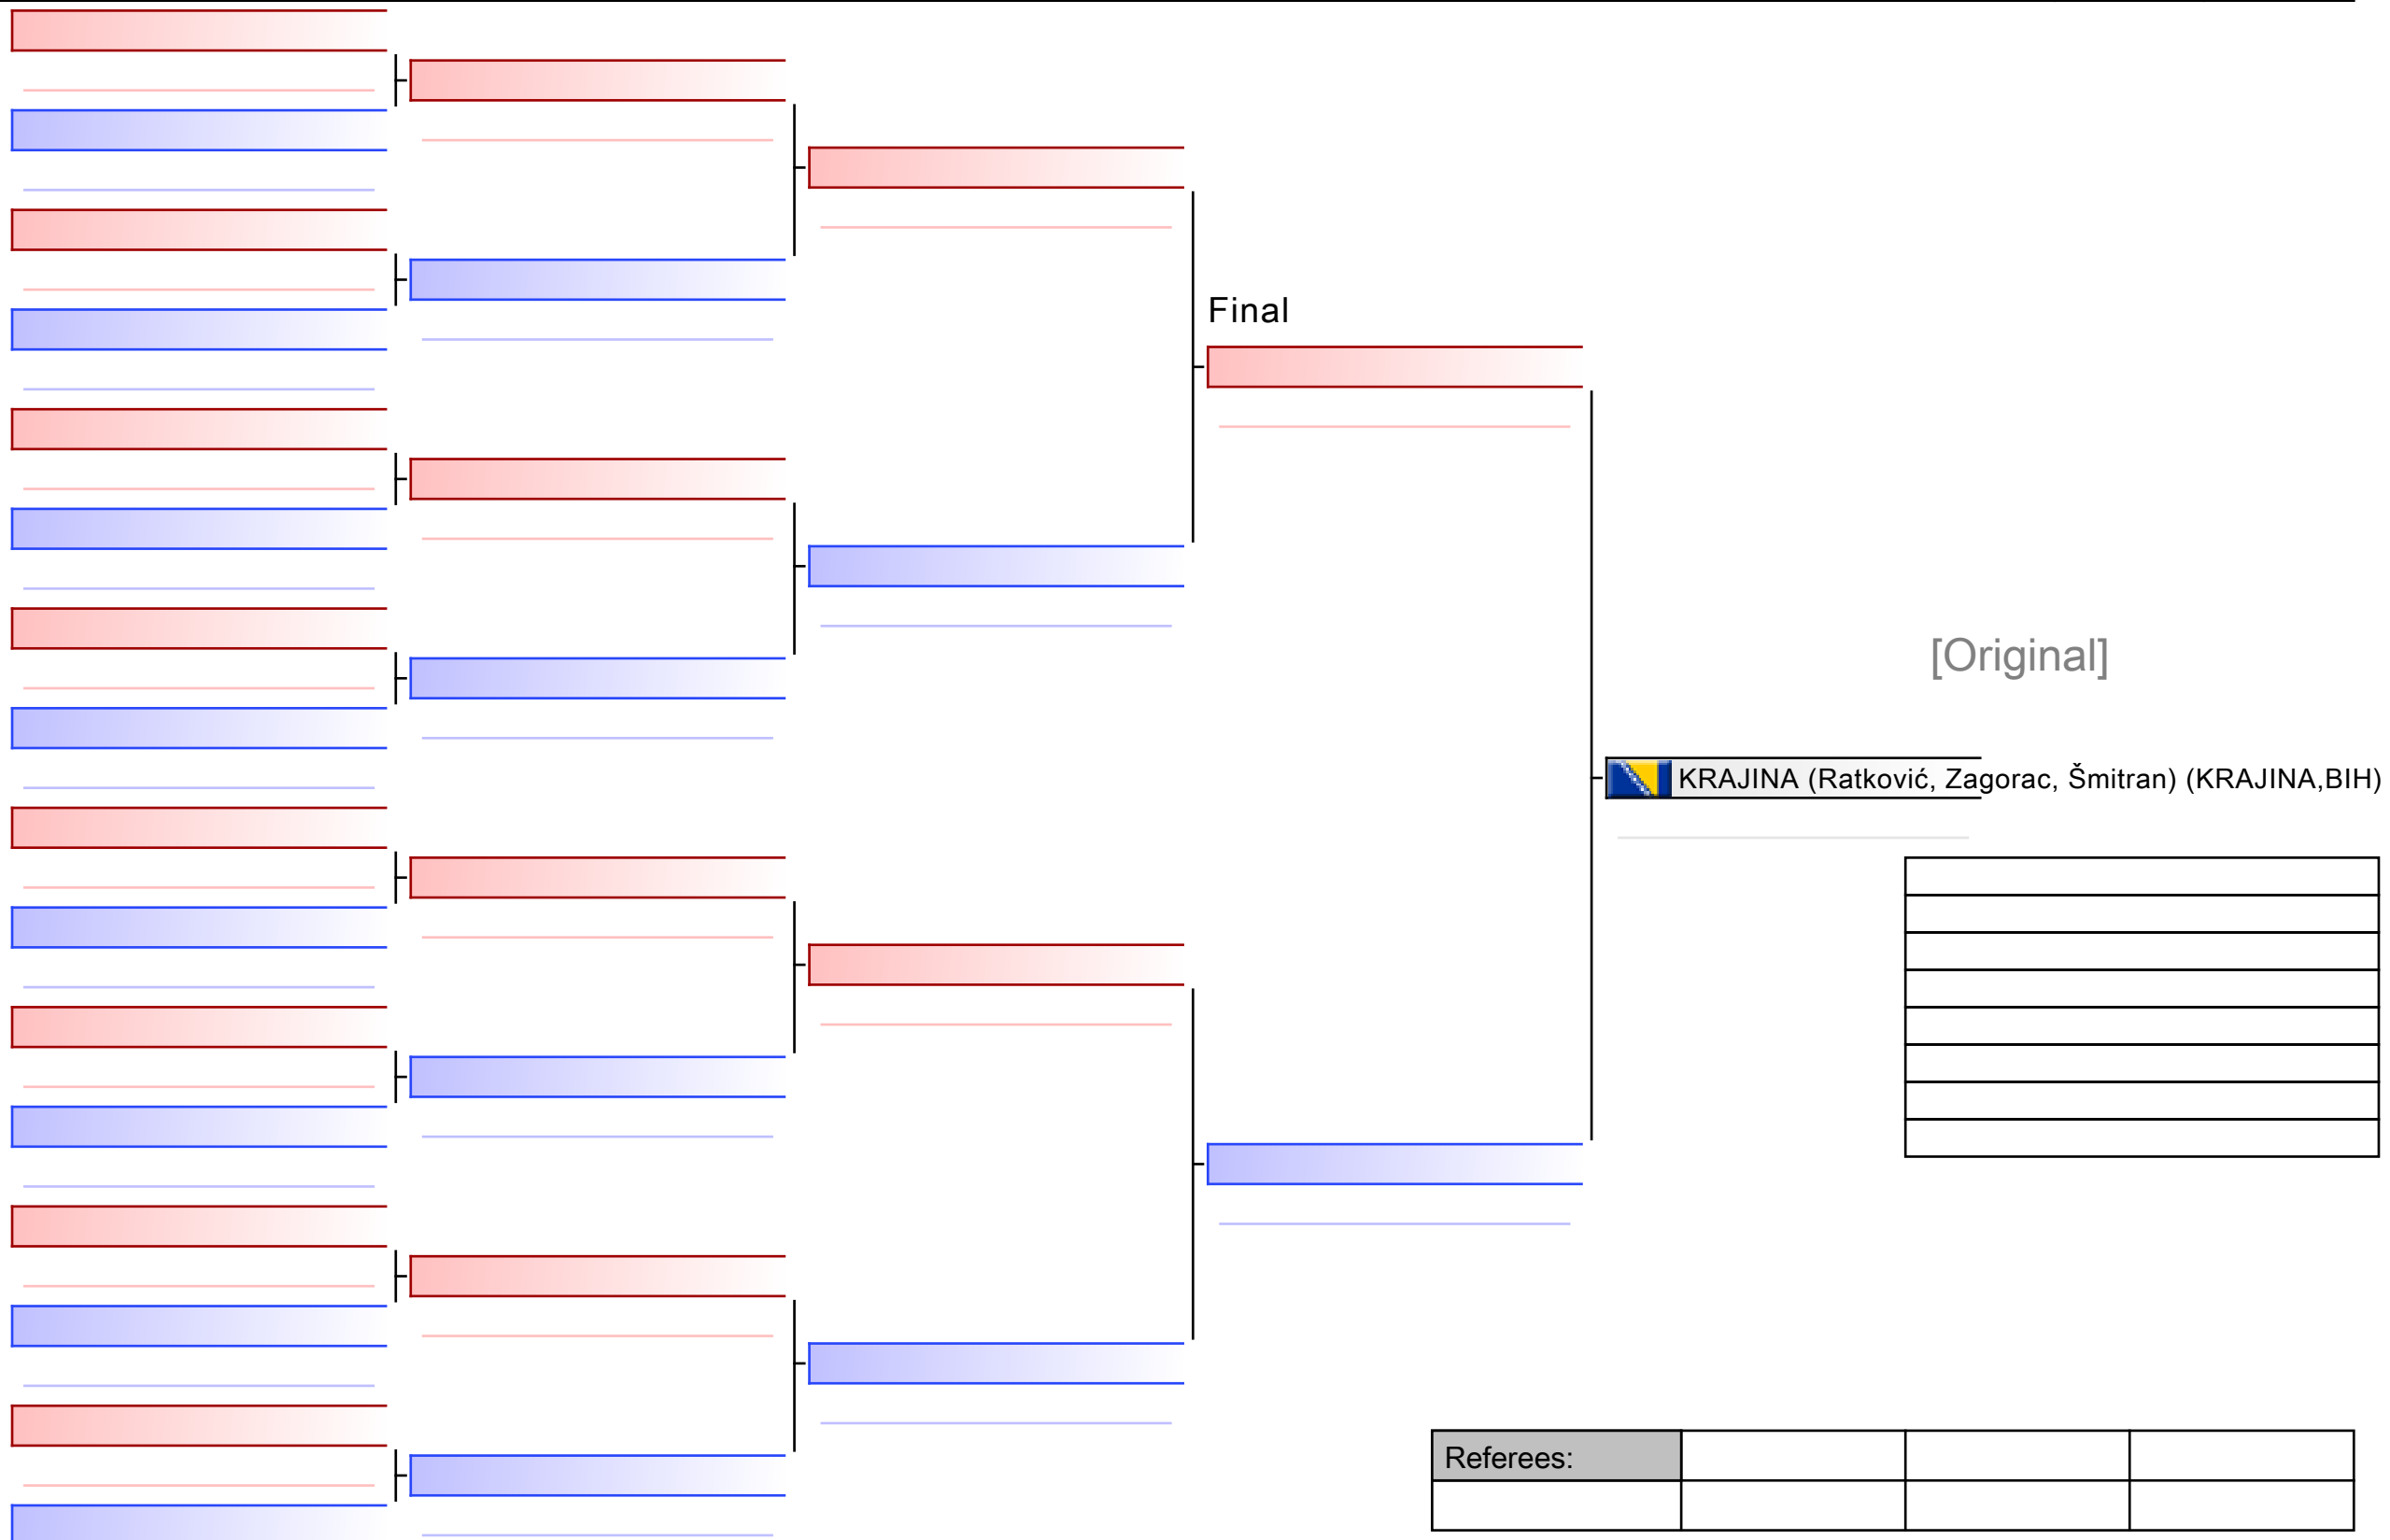 Final
[Original]
KRAJINA (Ratković, Zagorac, Šmitran) (KRAJINA,BIH)
Referees: